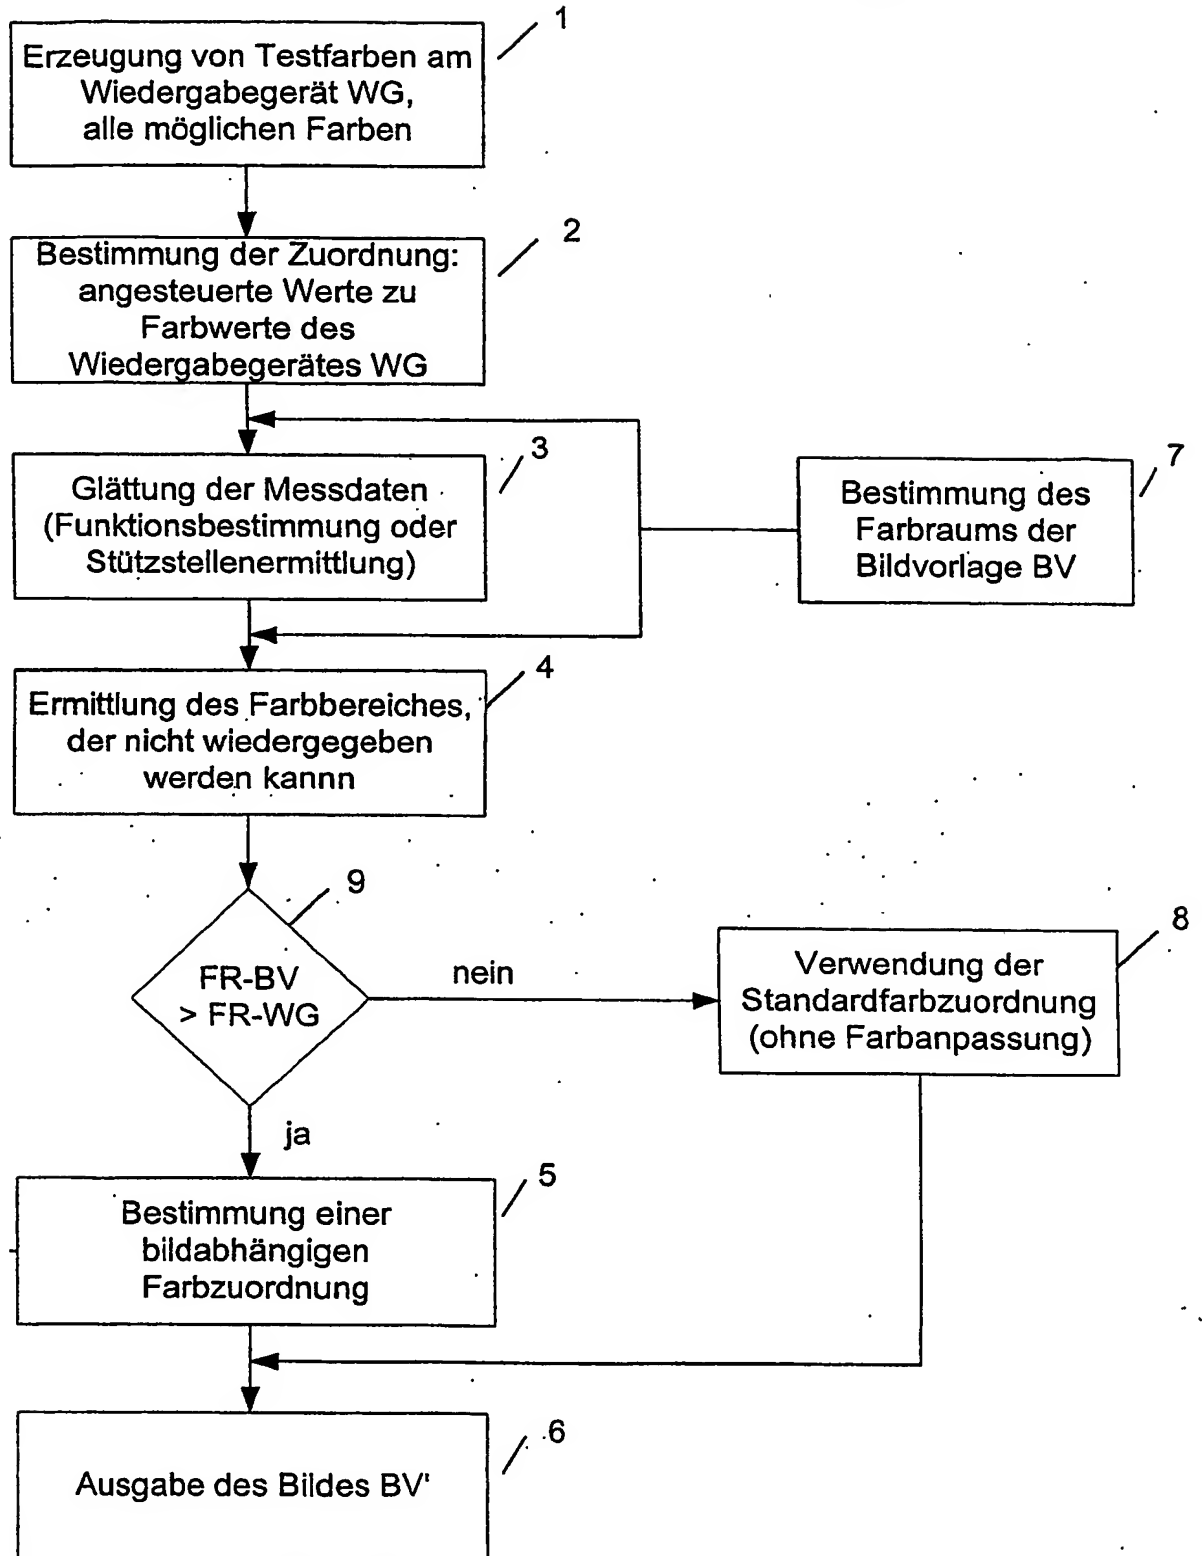 1
Erzeugung von Testfarben am
Wiedergabegerät WG,
alle möglichen Farben
2
Bestimmung der Zuordnung:
angesteuerte Werte zu
Farbwerte des
Wiedergabegerätes WG
3
Glättung der Messdaten
(Funktionsbestimmung oder
Stützstellenermittlung)
7
Bestimmung des
Farbraums der
Bildvorlage BV
4
Ermittlung des Farbbereiches,
der nicht wiedergegeben
werden kannn
9
FR-BV
> FR-WG
nein
8
Verwendung der
Standardfarbzuordnung
(ohne Farbanpassung)
ja
5
Bestimmung einer
bildabhängigen
Farbzuordnung
6
Ausgabe des Bildes BV'